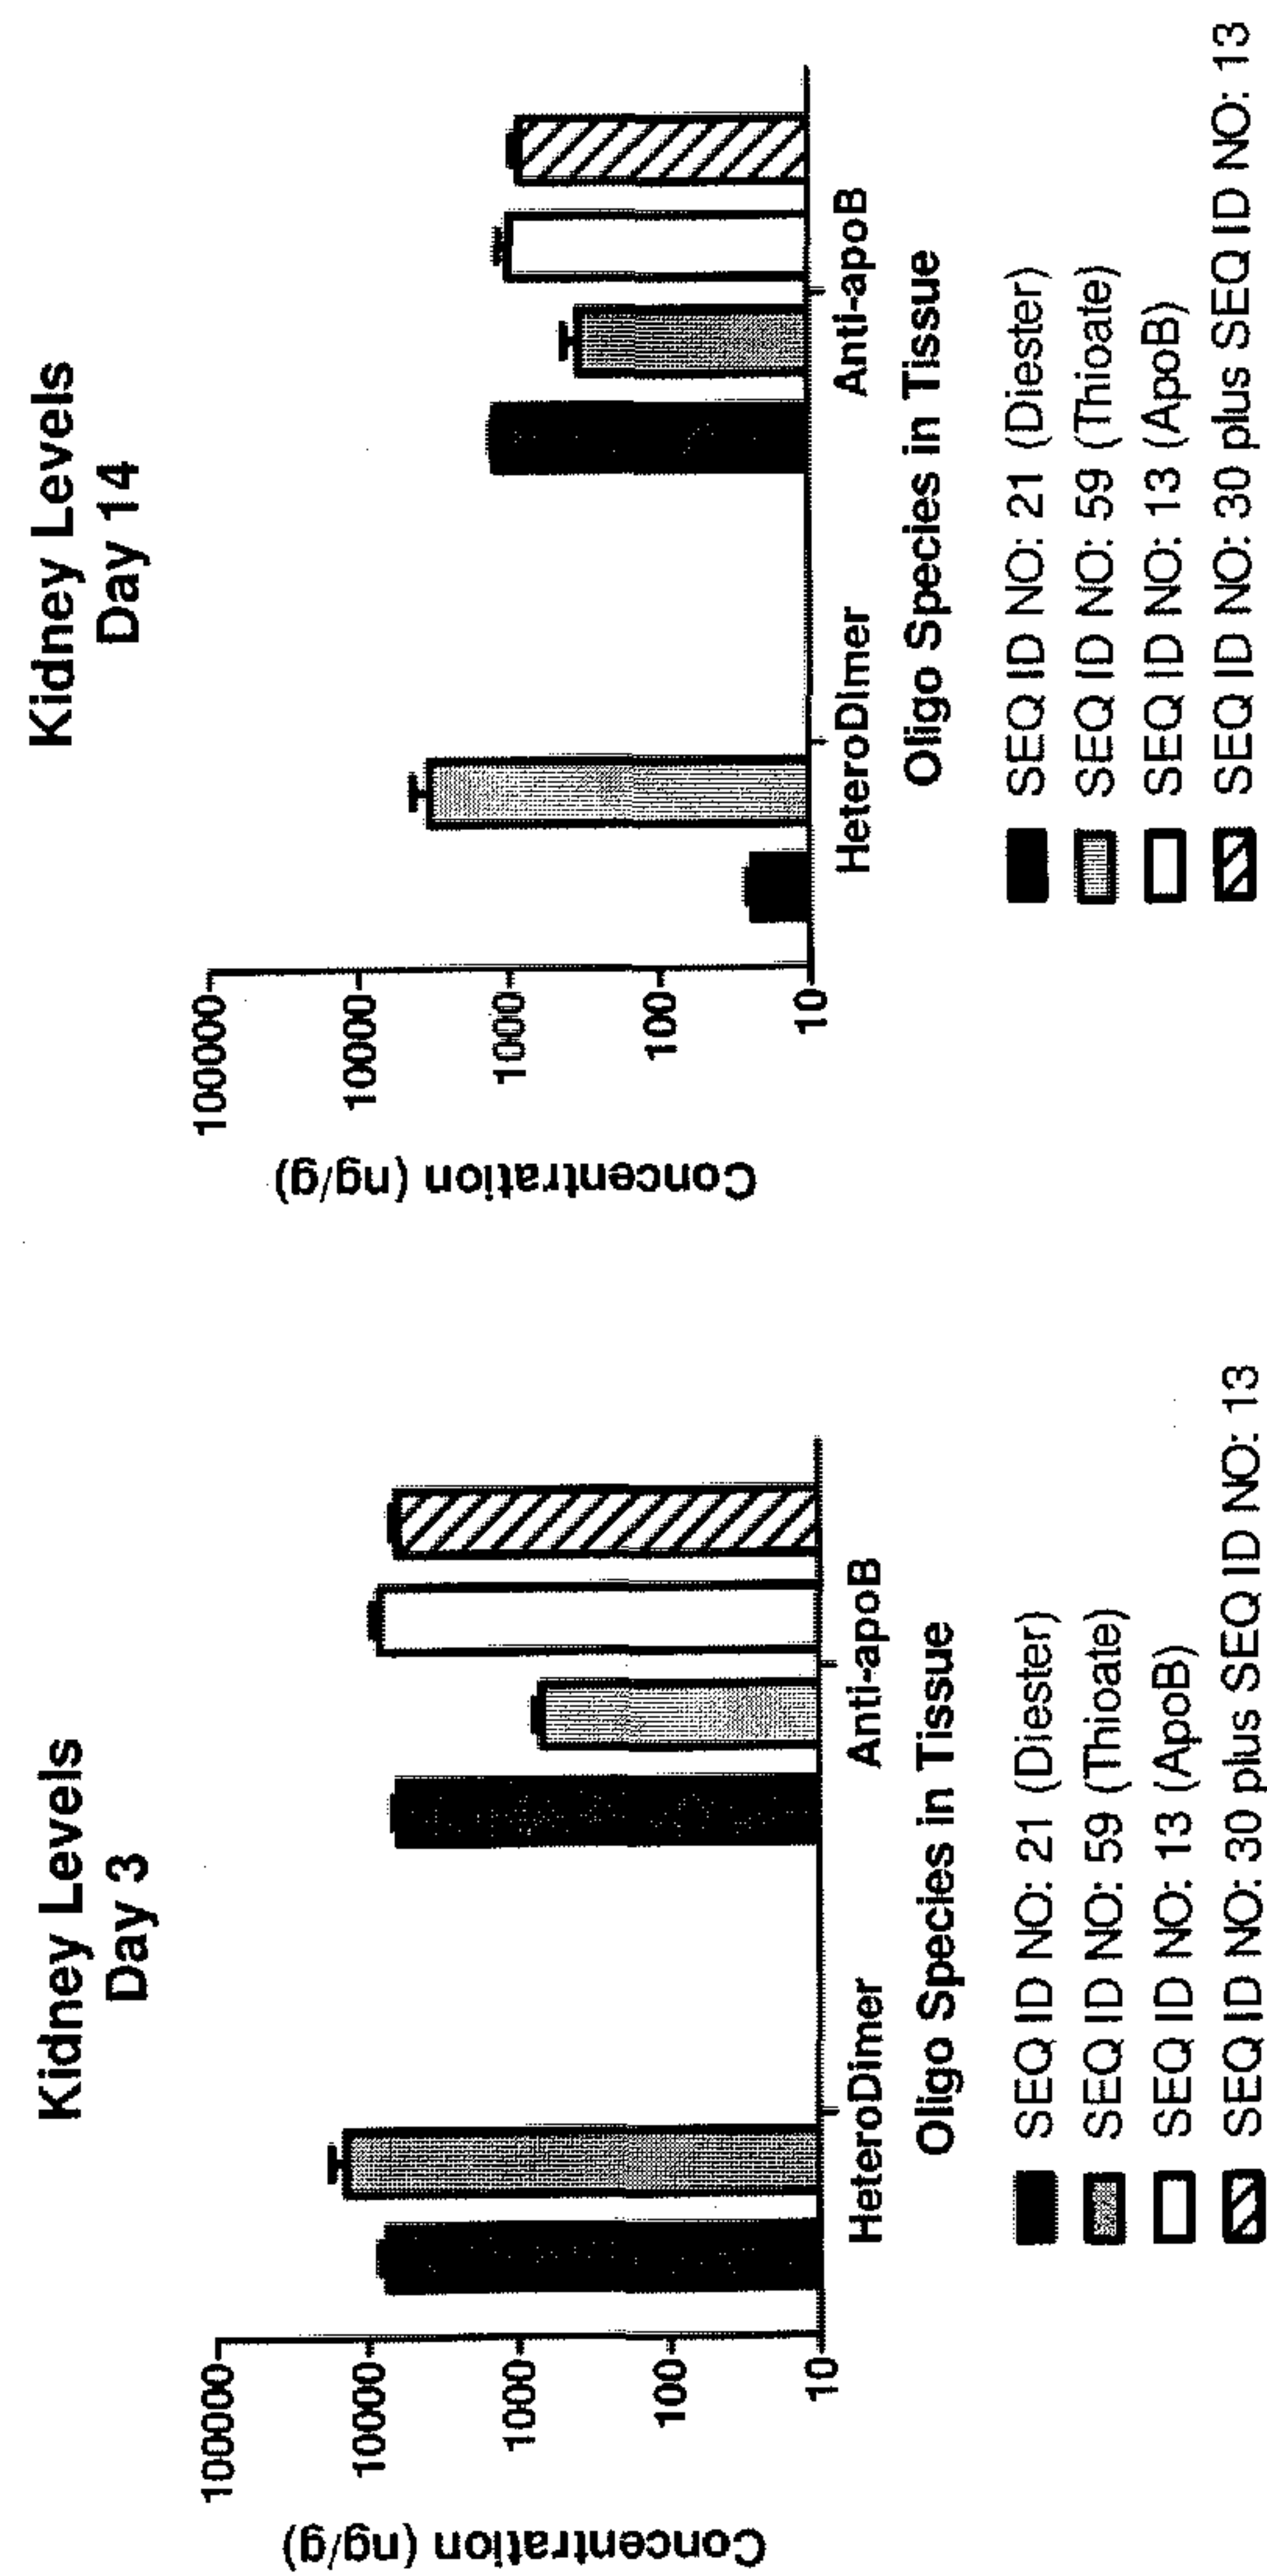 Kidney Levels
Day 3
Concentration (ng/g)
100000
10000
1000
100
10
HeteroDimer
Anti-apoB
Oligo Species in Tissue
SEQ ID NO: 21 (Diester)
SEQ ID NO: 59 (Thioate)
SEQ ID NO: 13 (ApoB)
SEQ ID NO: 30 plus SEQ ID NO: 13
Kidney Levels
Day 14
Concentration (ng/g)
100000
10000
1000
100
10
HeteroDimer
Anti-apoB
Oligo Species in Tissue
SEQ ID NO: 21 (Diester)
SEQ ID NO: 59 (Thioate)
SEQ ID NO: 13 (ApoB)
SEQ ID NO: 30 plus SEQ ID NO: 13